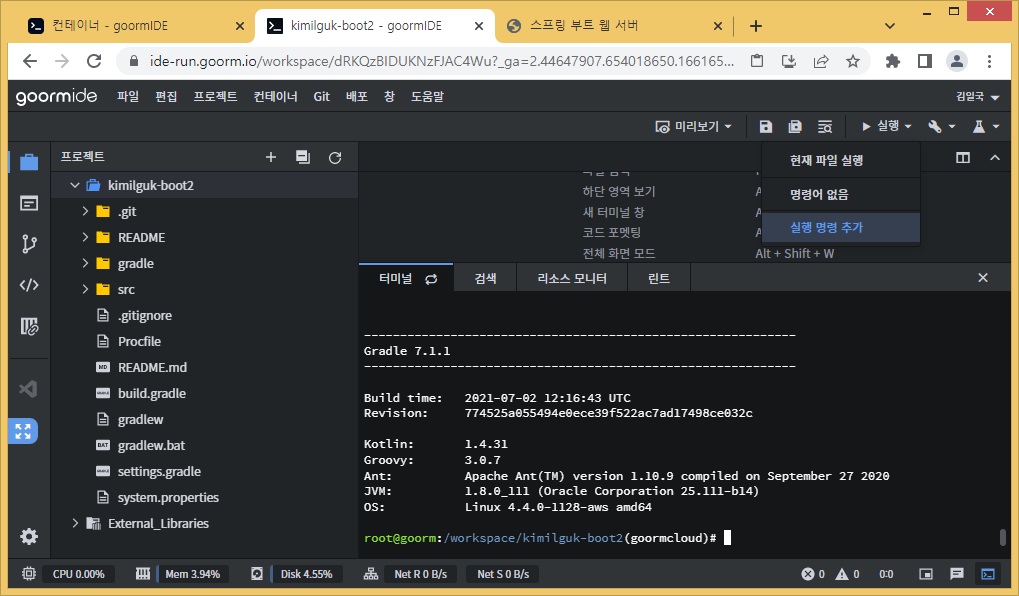 컨테이너 - goormIDE
kimilguk-boot2 - goormIDE
스프링 부트 웹 서버
ide-run.goorm.io/workspace/dRKQzBIDUKNzFJAC4Wu?_ga=2.44647907.654018650.166165...
goormide 파일 편집 프로젝트 컨테이너 Git 배포 창 도움말 김일국
미리보기 실행
프로젝트
현재 파일 실행
명령어 없음
실행 명령 추가
하단 영역 보기 A
새 터미널 창 A
코드 포멧팅 A
전체 화면 모드 Alt + Shift + W
kimilguk-boot2
.git
README
gradle
src
.gitignore
Procfile
MD README.md
build.gradle
gradlew
BAT gradlew.bat
settings.gradle
system.properties
External_Libraries
터미널 검색 리소스 모니터 린트
------------------------------------------------------------
Gradle 7.1.1
------------------------------------------------------------
Build time: 2021-07-02 12:16:43 UTC
Revision: 774525a055494e0ece39f522ac7ad17498ce032c
Kotlin: 1.4.31
Groovy: 3.0.7
Ant: Apache Ant(TM) version 1.10.9 compiled on September 27 2020
JVM: 1.8.0_111 (Oracle Corporation 25.111-b14)
OS: Linux 4.4.0-1128-aws amd64
root@goorm:/workspace/kimilguk-boot2(goormcloud)#
CPU 0.00% Mem 3.94% Disk 4.55% Net R 0 B/s Net S 0 B/s 0 0 0:0